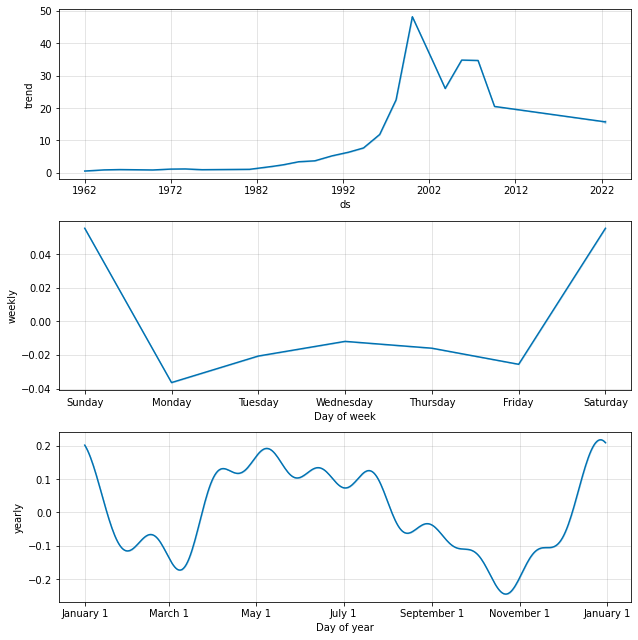 50
40
30
20
10
0
trend
1962 1972 1982 1992 2002 2012 2022
ds
0.04
0.02
0.00
−0.02
−0.04
weekly
Sunday Monday Tuesday Wednesday Thursday Friday Saturday
Day of week
0.2
0.1
0.0
−0.1
−0.2
yearly
January 1 March 1 May 1 July 1 September 1 November 1 January 1
Day of year